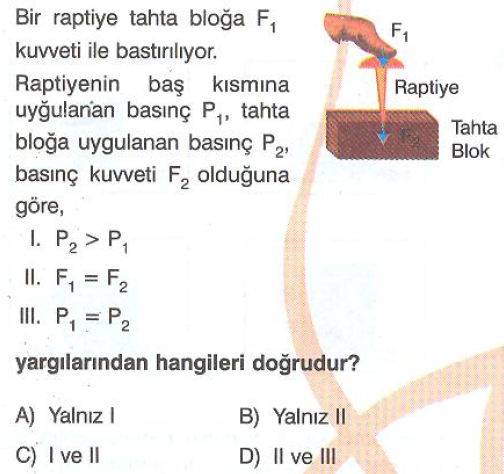 Bir raptiye tahta bloğa F₁
kuvveti ile bastırılıyor.
Raptiyenin baş kısmına
uygulanan basınç P₁, tahta
bloğa uygulanan basınç P₂,
basınç kuvveti F₂ olduğuna
göre,
I. P₂ > P₁
II. F₁ = F₂
III. P₁ = P₂
yargılarından hangileri doğrudur?
A) Yalnız I
B) Yalnız II
C) I ve II
D) II ve III
F₁
Raptiye
F₂
Tahta
Blok